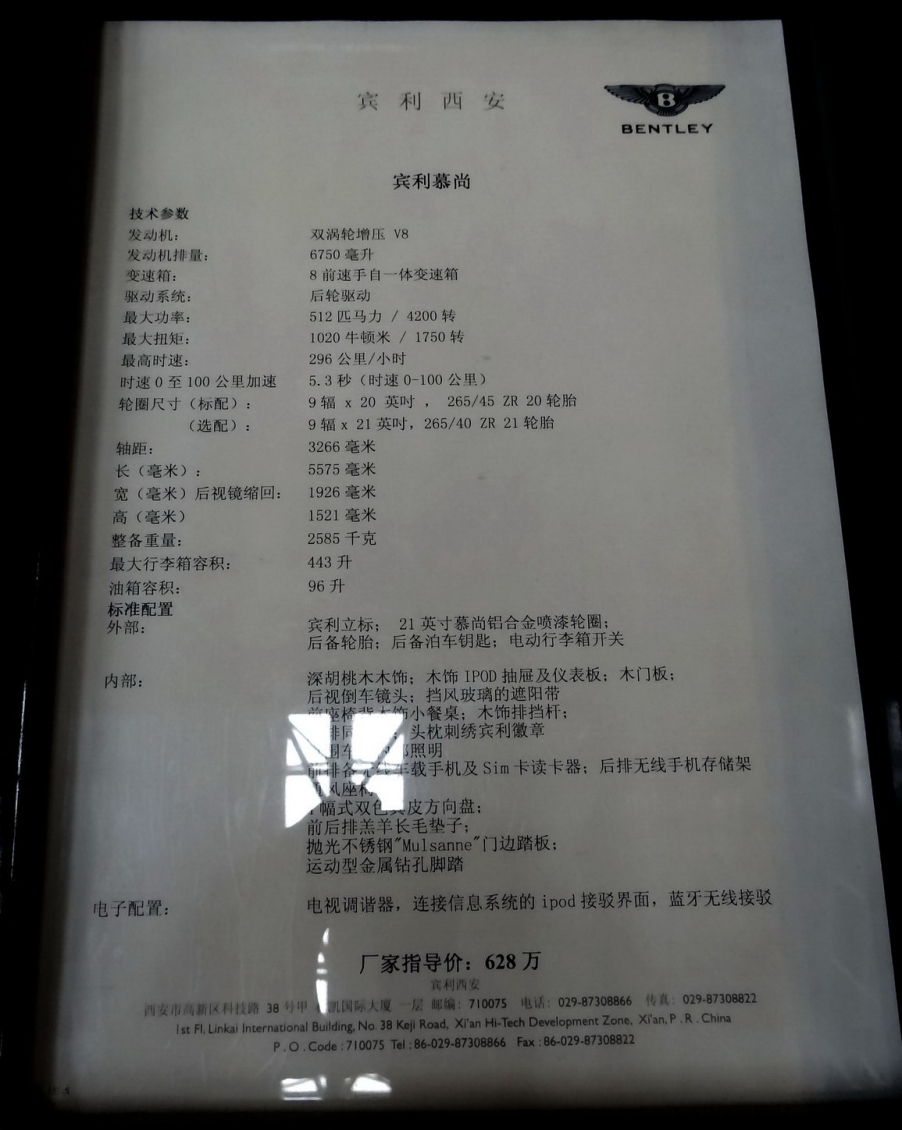 宾利西安
B
BENTLEY
宾利慕尚
技术参数
发动机: 双涡轮增压 V8
发动机排量: 6750 毫升
变速箱: 8 前速手自一体变速箱
驱动系统: 后轮驱动
最大功率: 512 匹马力 / 4200 转
最大扭矩: 1020 牛顿米 / 1750 转
最高时速: 296 公里/小时
时速 0 至 100 公里加速 5.3 秒（时速 0-100 公里）
轮圈尺寸（标配）: 9 辐 x 20 英吋 ， 265/45 ZR 20 轮胎
（选配）: 9 辐 x 21 英吋，265/40 ZR 21 轮胎
轴距: 3266 毫米
长（毫米）: 5575 毫米
宽（毫米）后视镜缩回: 1926 毫米
高（毫米） 1521 毫米
整备重量: 2585 千克
最大行李箱容积: 443 升
油箱容积: 96 升
标准配置
外部: 宾利立标; 21 英寸慕尚铝合金喷漆轮圈;
后备轮胎; 后备泊车钥匙; 电动行李箱开关
内部: 深胡桃木木饰; 木饰 IPOD 抽屉及仪表板; 木门板;
后视倒车镜头; 挡风玻璃的遮阳带
小餐桌; 木饰排挡杆;
头枕刺绣宾利徽章
照明
车载手机及 Sim 卡读卡器; 后排无线手机存储架
风座椅
幅式双色真皮方向盘;
前后排羔羊长毛垫子;
抛光不锈钢"Mulsanne"门边踏板;
运动型金属钻孔脚踏
电子配置: 电视调谐器，连接信息系统的 ipod 接驳界面，蓝牙无线接驳
厂家指导价: 628 万
宾利西安
西安市高新区科技路 38 号甲 凯国际大厦 一层 邮编: 710075 电话: 029-87308866 传真: 029-87308822
1st Fl, Linkai International Building, No. 38 Keji Road, Xi'an Hi-Tech Development Zone, Xi'an, P . R . China
P . O . Code : 710075 Tel : 86-029-87308866 Fax : 86-029-87308822